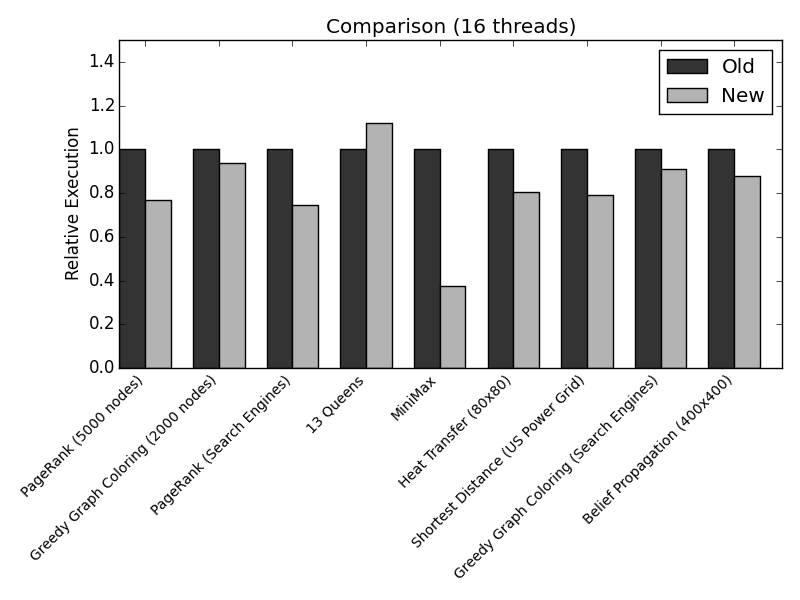 Comparison (16 threads)
Old
New
Relative Execution
1.4
1.2
1.0
0.8
0.6
0.4
0.2
0.0
PageRank (5000 nodes)
Greedy Graph Coloring (2000 nodes)
PageRank (Search Engines)
13 Queens
MiniMax
Heat Transfer (80x80)
Shortest Distance (US Power Grid)
Greedy Graph Coloring (Search Engines)
Belief Propagation (400x400)